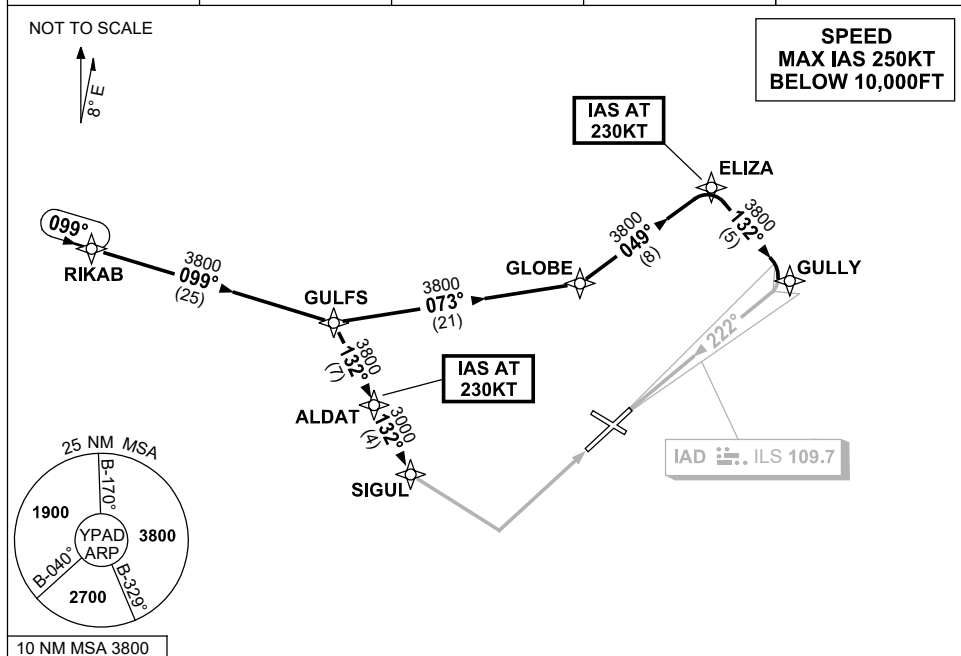 NOT TO SCALE
8° E
SPEED
MAX IAS 250KT
BELOW 10,000FT
IAS AT
230KT
ELIZA
099°
RIKAB
3800
099°
(25)
GULFS
3800
073°
(21)
GLOBE
3800
049°
(8)
3800
132°
(5)
GULLY
222°
3800
132°
(7)
IAS AT
230KT
ALDAT
3000
132°
(4)
SIGUL
IAD ILS 109.7
25 NM MSA
B-170°
1900
YPAD
ARP
3800
B-040°
B-329°
2700
10 NM MSA 3800